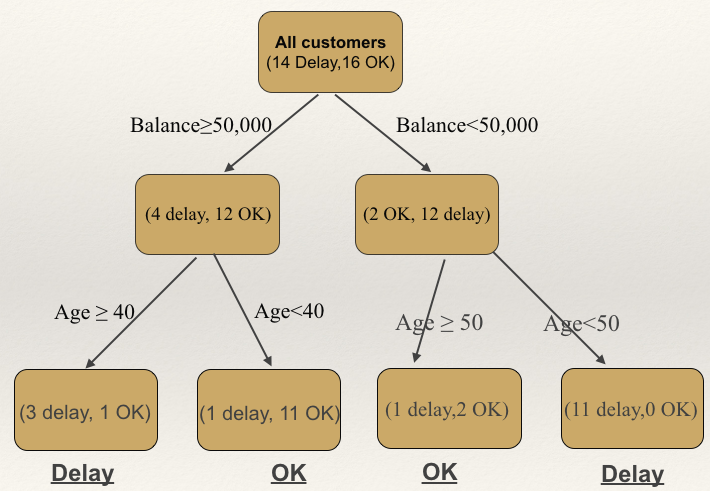 All customers
(14 Delay,16 OK)
Balance≥50,000
Balance<50,000
(4 delay, 12 OK)
(2 OK, 12 delay)
Age ≥ 40
Age<40
Age ≥ 50
Age<50
(3 delay, 1 OK)
(1 delay, 11 OK)
(1 delay,2 OK)
(11 delay,0 OK)
Delay
OK
OK
Delay